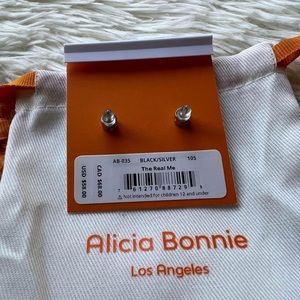 AB-035 BLACK/SILVER 105
The Real Me
CAD $68.00
USD $58.00
⚠ Not intended for children 12 and under
Alicia Bonnie
Los Angeles